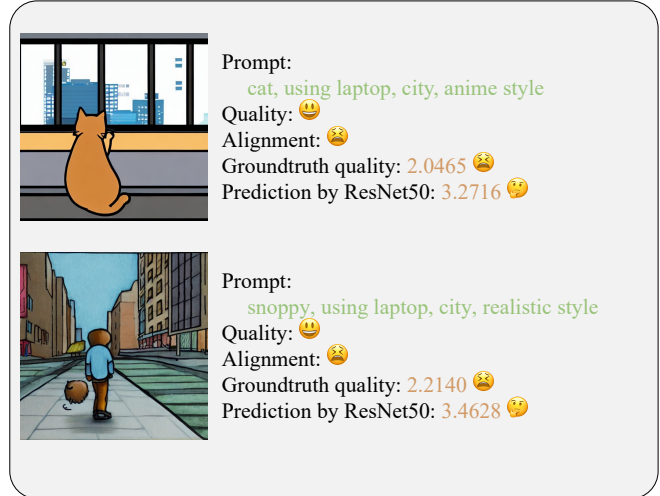 Prompt:
cat, using laptop, city, anime style
Quality: 😃
Alignment: 😫
Groundtruth quality: 2.0465 😫
Prediction by ResNet50: 3.2716 🤔
Prompt:
snoppy, using laptop, city, realistic style
Quality: 😃
Alignment: 😫
Groundtruth quality: 2.2140 😫
Prediction by ResNet50: 3.4628 🤔